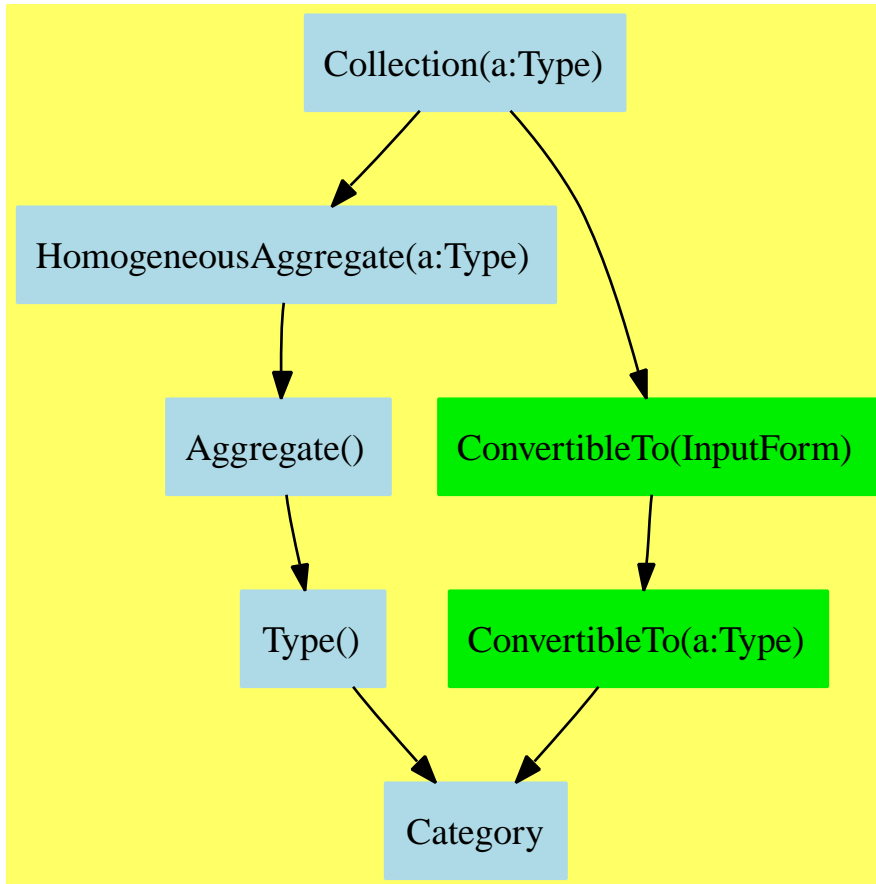 Collection(a:Type)
HomogeneousAggregate(a:Type)
Aggregate()
ConvertibleTo(InputForm)
Type()
ConvertibleTo(a:Type)
Category